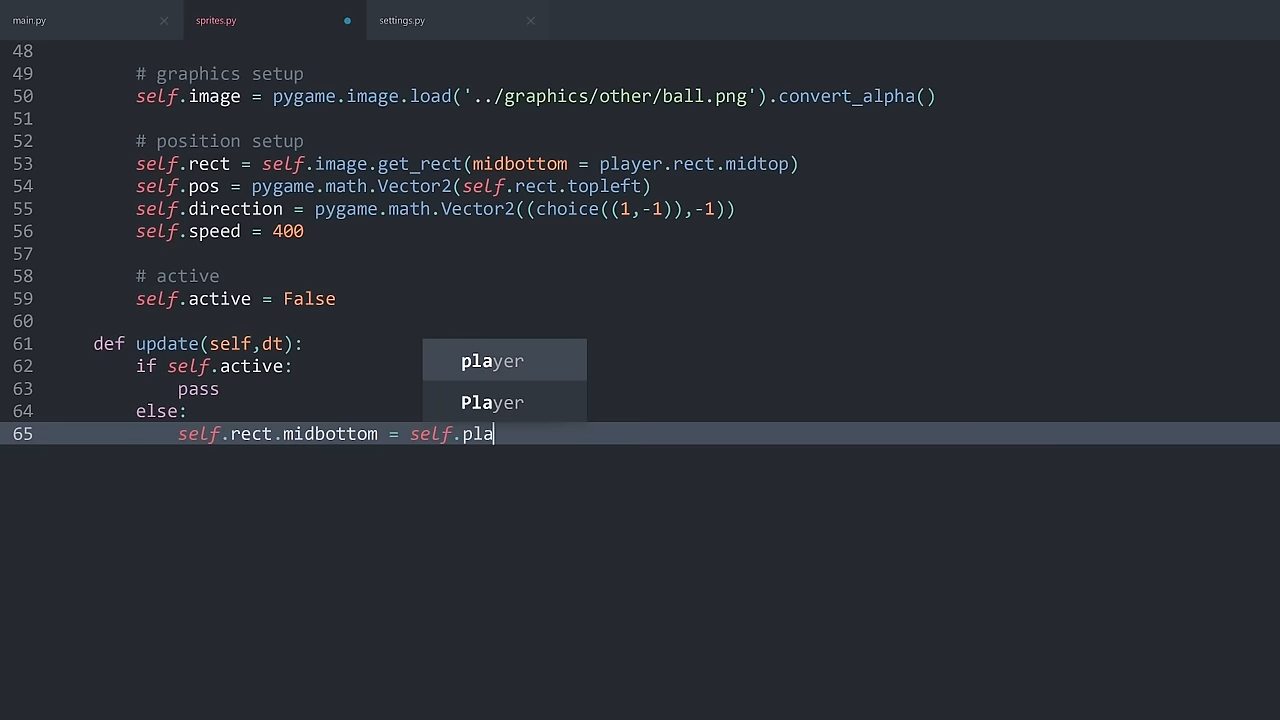 main.py
sprites.py
settings.py
48
49 # graphics setup
50 self.image = pygame.image.load('../graphics/other/ball.png').convert_alpha()
51
52 # position setup
53 self.rect = self.image.get_rect(midbottom = player.rect.midtop)
54 self.pos = pygame.math.Vector2(self.rect.topleft)
55 self.direction = pygame.math.Vector2((choice((1,-1)),-1))
56 self.speed = 400
57
58 # active
59 self.active = False
60
61 def update(self,dt):
62 if self.active:
63 pass
64 else:
65 self.rect.midbottom = self.pla
player
Player